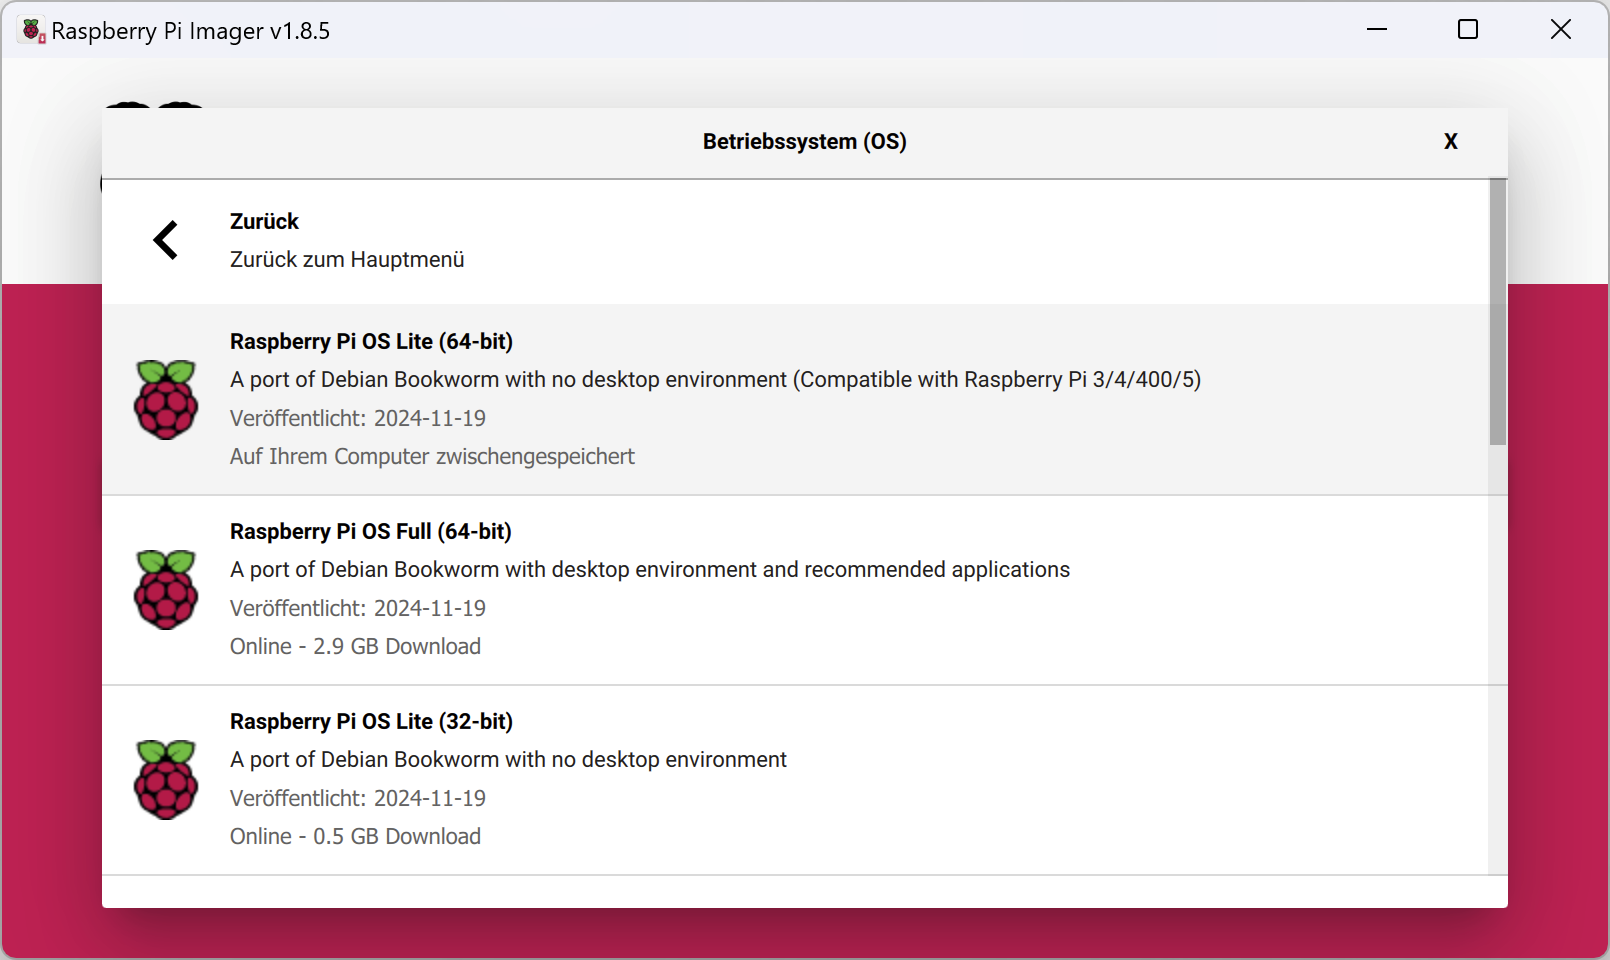 Raspberry Pi Imager v1.8.5
Betriebssystem (OS)
X
Zurück
Zurück zum Hauptmenü
Raspberry Pi OS Lite (64-bit)
A port of Debian Bookworm with no desktop environment (Compatible with Raspberry Pi 3/4/400/5)
Veröffentlicht: 2024-11-19
Auf Ihrem Computer zwischengespeichert
Raspberry Pi OS Full (64-bit)
A port of Debian Bookworm with desktop environment and recommended applications
Veröffentlicht: 2024-11-19
Online - 2.9 GB Download
Raspberry Pi OS Lite (32-bit)
A port of Debian Bookworm with no desktop environment
Veröffentlicht: 2024-11-19
Online - 0.5 GB Download